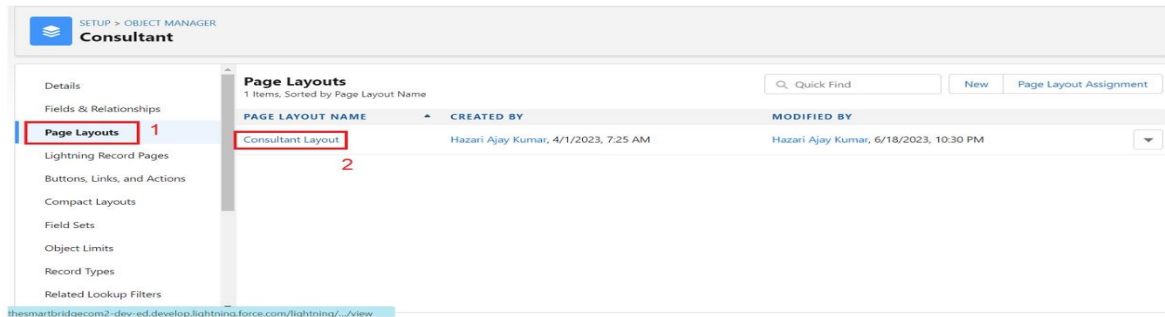 SETUP > OBJECT MANAGER
Consultant
Details
Fields & Relationships
Page Layouts 1
Lightning Record Pages
Buttons, Links, and Actions
Compact Layouts
Field Sets
Object Limits
Record Types
Related Lookup Filters
Page Layouts
1 Items, Sorted by Page Layout Name
Quick Find
New
Page Layout Assignment
PAGE LAYOUT NAME CREATED BY MODIFIED BY
Consultant Layout Hazari Ajay Kumar, 4/1/2023, 7:25 AM Hazari Ajay Kumar, 6/18/2023, 10:30 PM
2
thesmartbridgecom2-dev-ed.develop.lightning.force.com/lightning/.../view